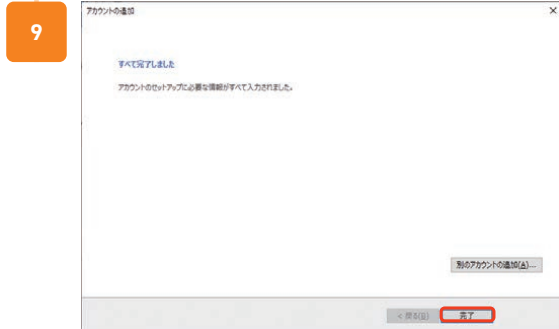 9
アカウントの追加
×
すべて完了しました
アカウントのセットアップに必要な情報がすべて入力されました。
別のアカウントの追加(A)...
< 戻る(B)
完了